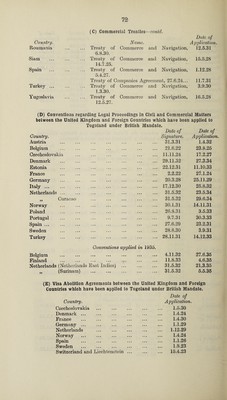 72
(C) Commercial Treaties—contd.
Date of
Country. Name. Application.
Roumania ... Treaty of Commerce and Navigation, 12.5.31
6.8.30.
Siam ... Treaty of Commerce and Navigation, 15.5.28
14.7.25.
Spain ... Treaty of Commerce and Navigation, 1.12.28
5.4.27.
Treaty of Companies Agreement, 27.6.24... 11.7.31
Turkey ... Treaty of Commerce and Navigation, 3.9.30
1.3.30.
Yugoslavia Treaty of Commerce and Navigation, 16.5.28
12.5.27.
(D) Conventions regarding Legal Proceedings in Civil and Commercial Matters
between the United Kingdom and Foreign Countries which have been applied to
Togoland under British Mandate.
Date of Date of
Country. Signature. Application.
Austria 31.3.31 1.4.33
Belgium 21.6.22 23.8.25
Czechoslovakia 11.11.24 17.2.27
Denmark 29.11.32 27.2.34
Estonia 22.12.31 11.10.33
France 2.2.22 27.1.24
Germany 20.3.28 25.11.29
Italy ... 17.12.30 25.6.32
Netherlands ... 31.5.32 23.5.34
„ Curacao 31.5.32 29.6.34
Norway 30.1.31 14.11.31
Poland 26.8.31 3.3.33
Portugal 9.7.31 30.3.33
Spain ... 27.6.29 23.2.31
Sweden 28.8.30 3.9.31
Turkey 28.11.31 14.12.33
Conventions applied in 1935.
Belgium 4.11.32 27.6.35
Finland 11.8.33 4.6.35
Netherlands (Netherlands East Indies) 31.5.32 21.3.35
„ (Surinam) 31.5.32 5.5.35
(E) Visa Abolition Agreements between the United Kingdom and Foreign
Countries which have been applied to Togoland under British Mandate.
Date of
Country. Application.
Czechoslovakia 1.5.30
Denmark ... 1.4.24
France 1.4.30
Germany ... 1.1.29
Netherlands 1.12.29
Norway 1.4.24
Spain 1.1.28
Sweden 1.6.23
Switzerland and Liechtenstein ... 15.6.23